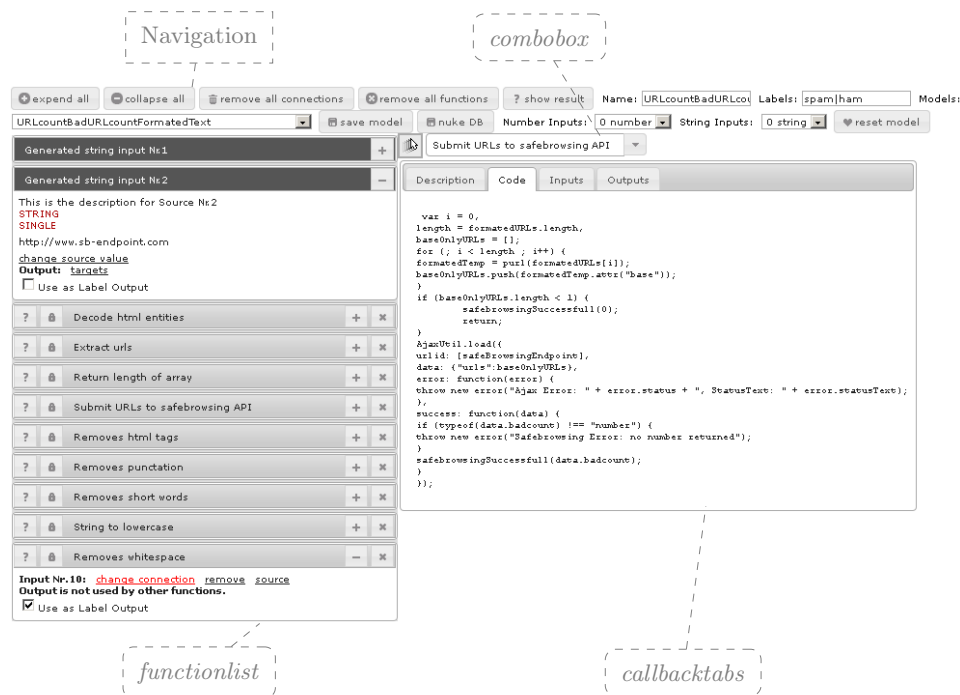 Navigation
combobox
expend all
collapse all
remove all connections
remove all functions
? show result
Name: URLcountBadURLcou
Labels: spam|ham
Models:
URLcountBadURLcountFormatedText
save model
nuke DB
Number Inputs: 0 number
String Inputs: 0 string
reset model
Submit URLs to safebrowsing API
Generated string input Nr.1 +
Generated string input Nr.2 −
This is the description for Source Nr.2
STRING
SINGLE
http://www.sb-endpoint.com
change source value
Output: targets
Use as Label Output
? Decode html entities + ×
? Extract urls + ×
? Return length of array + ×
? Submit URLs to safebrowsing API + ×
? Removes html tags + ×
? Removes punctation + ×
? Removes short words + ×
? String to lowercase + ×
? Removes whitespace − ×
Input Nr.10: change connection remove source
Output is not used by other functions.
Use as Label Output
Description Code Inputs Outputs
var i = 0,
length = formatedURLs.length,
baseOnlyURLs = [];
for (; i < length ; i++) {
formatedTemp = purl(formatedURLs[i]);
baseOnlyURLs.push(formatedTemp.attr("base"));
}
if (baseOnlyURLs.length < 1) {
safebrowsingSuccessfull(0);
return;
}
AjaxUtil.load({
urlid: [safeBrowsingEndpoint],
data: {"urls":baseOnlyURLs},
error: function(error) {
throw new error("Ajax Error: " + error.status + ", StatusText: " + error.statusText);
},
success: function(data) {
if (typeof(data.badcount) !== "number") {
throw new error("Safebrowsing Error: no number returned");
}
safebrowsingSuccessfull(data.badcount);
}
});
functionlist
callbacktabs